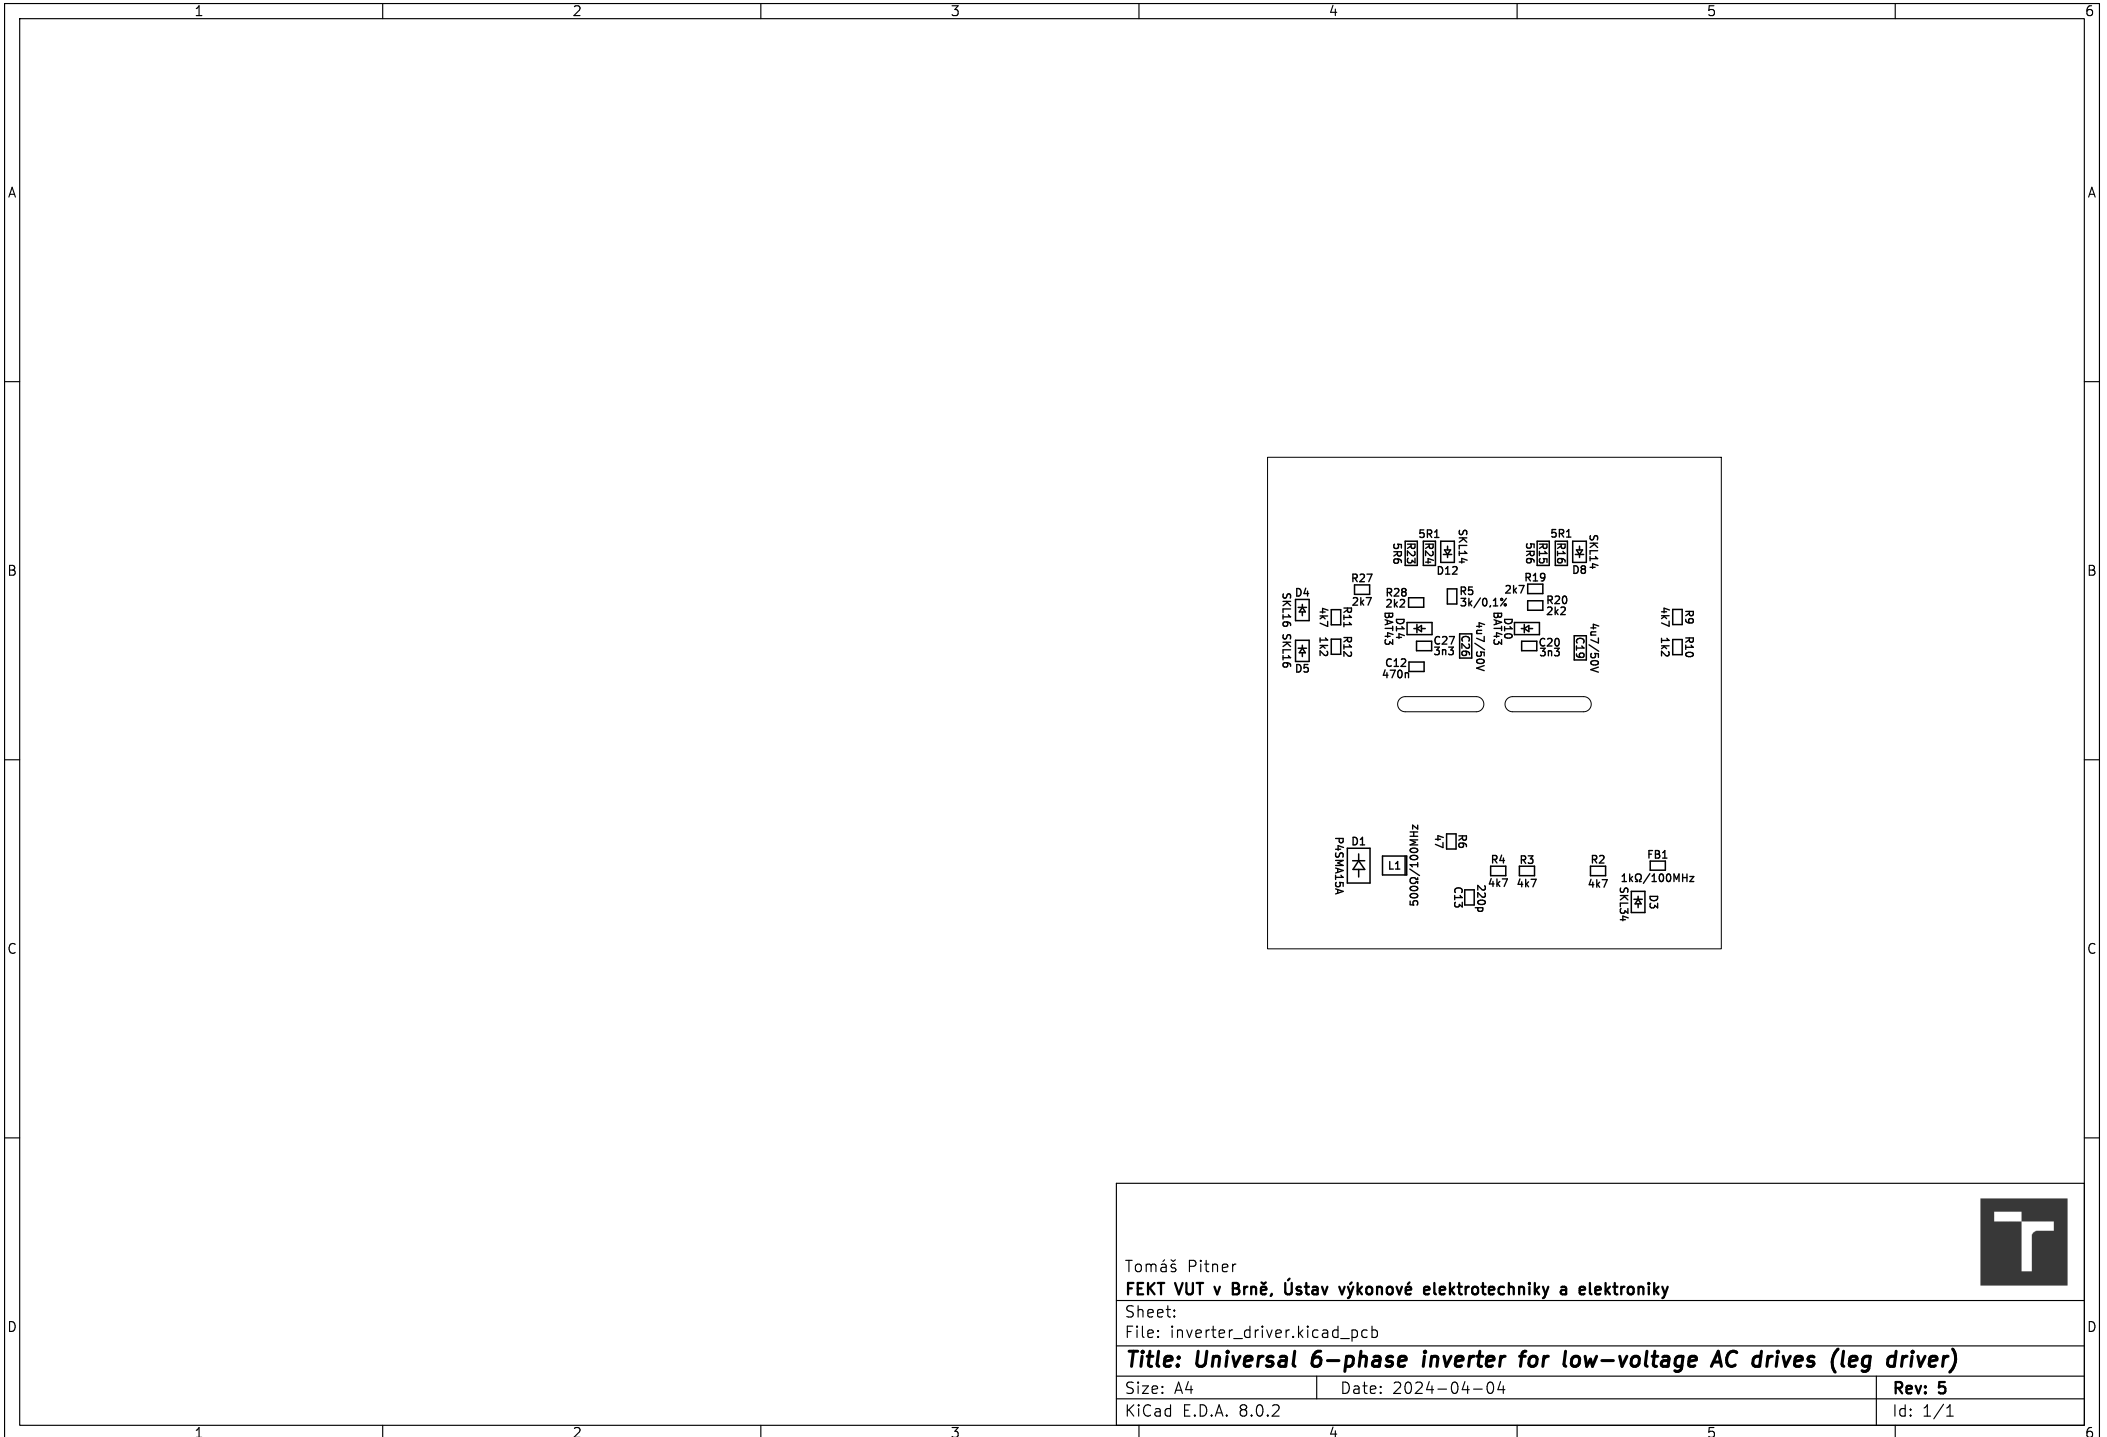 1 2 3 4 5 6
A A
B B
C C
D D
5R1
5R6
R23
R24
SKL14
D12
5R1
5R6
R15
R16
SKL14
D8
R27
2k7
R28
2k2
R5
3k/0,1%
R19
2k7
R20
2k2
D4
SKL16
SKL16
D5
4k7
R11
1k2
R12
BAT43
D14
C27
3n3
C26
4u7/50V
BAT43
D10
C20
3n3
C19
4u7/50V
C12
470n
4k7
R9
1k2
R10
D1
P4SMA15A
L1
500Ω/100MHz
R6
47
C13
220p
R4
4k7
R3
4k7
R2
4k7
FB1
1kΩ/100MHz
SKL34
D3
Tomáš Pitner
FEKT VUT v Brně, Ústav výkonové elektrotechniky a elektroniky
Sheet:
File: inverter_driver.kicad_pcb
Title: Universal 6-phase inverter for low-voltage AC drives (leg driver)
Size: A4 Date: 2024-04-04 Rev: 5
KiCad E.D.A. 8.0.2 Id: 1/1
1 2 3 4 5 6